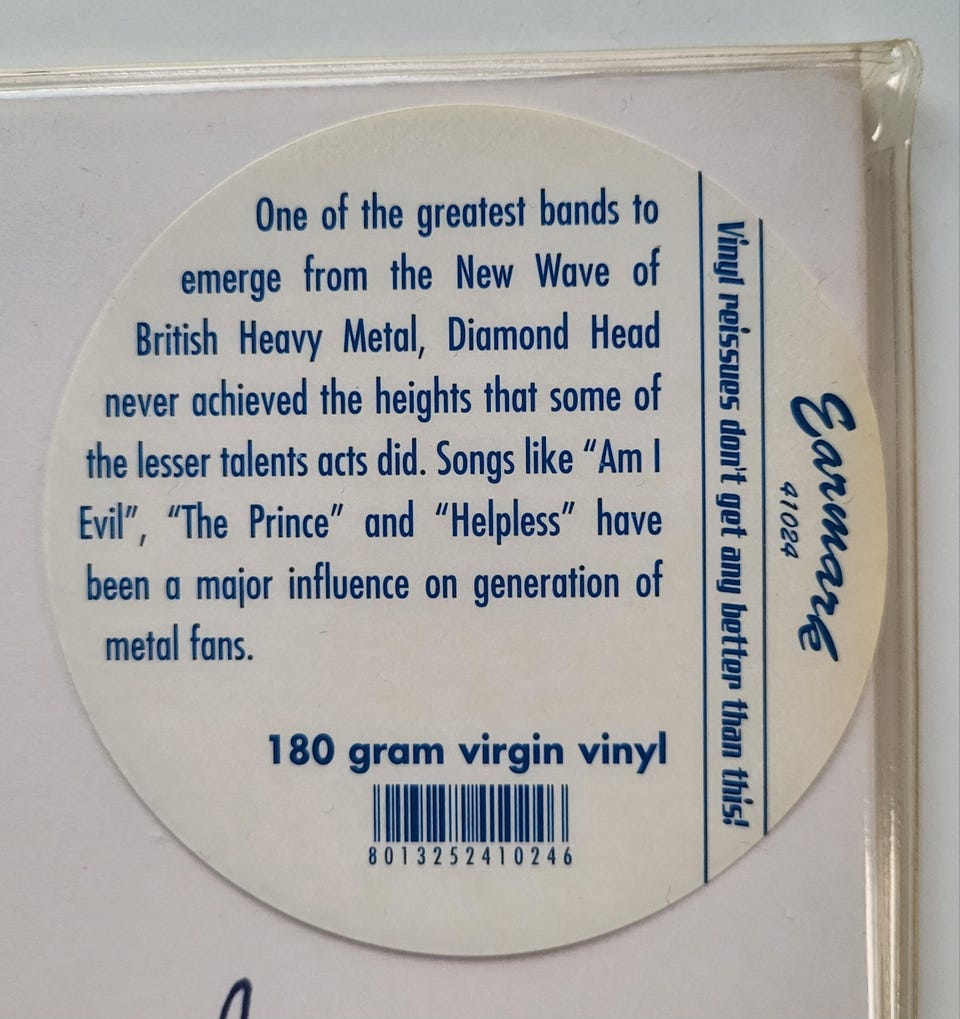 One of the greatest bands to
emerge from the New Wave of
British Heavy Metal, Diamond Head
never achieved the heights that some of
the lesser talents acts did. Songs like “Am I
Evil”, “The Prince” and “Helpless” have
been a major influence on generation of
metal fans.
180 gram virgin vinyl
8013252410246
Vinyl reissues don't get any better than this!
Earmark
41024